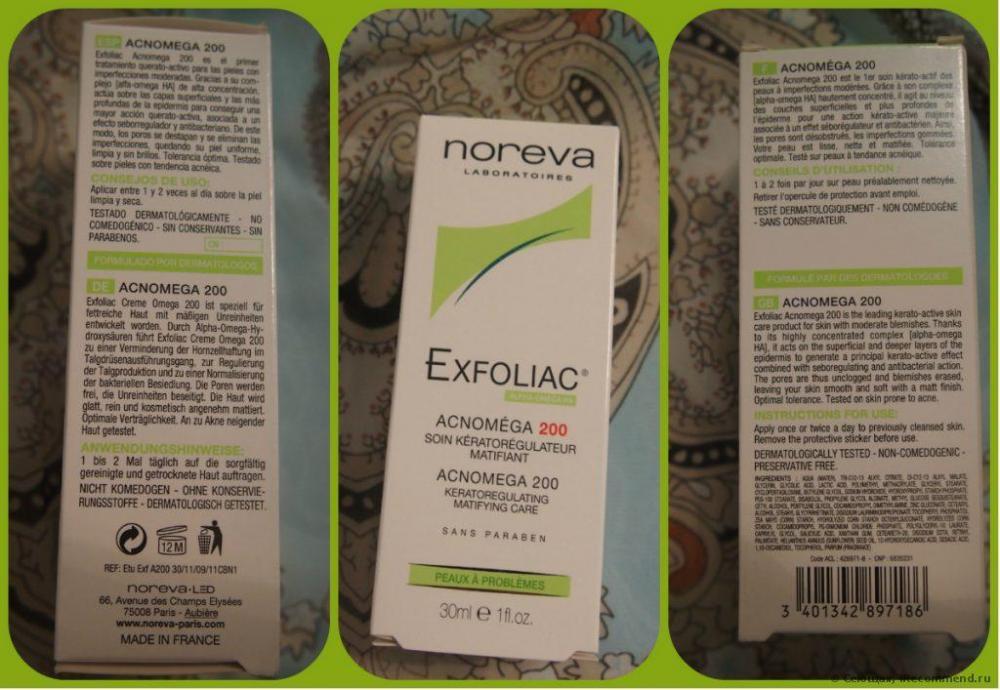 ESP ACNOMEGA 200
Exfoliac Acnomega 200 es el primer
tratamiento querato-activo para las pieles con
imperfecciones moderadas. Gracias a su com-
plejo [alfa-omega HA] de alta concentración,
actúa sobre las capas superficiales y las más
profundas de la epidermis para conseguir una
mayor acción querato-activa, asociada a un
efecto seborregulador y antibacteriano. De este
modo, los poros se destapan y se eliminan las
imperfecciones, quedando su piel uniforme,
limpia y sin brillos. Tolerancia óptima. Testado
sobre pieles con tendencia acnéica.
CONSEJOS DE USO:
Aplicar entre 1 y 2 veces al día sobre la piel
limpia y seca.
TESTADO DERMATOLÓGICAMENTE - NO
COMEDOGÉNICO - SIN CONSERVANTES - SIN
PARABENOS.
CN
FORMULADO POR DERMATOLOGOS
DE ACNOMEGA 200
Exfoliac Creme Omega 200 ist speziell für
fettreiche Haut mit mäßigen Unreinheiten
entwickelt worden. Durch Alpha-Omega-Hy-
droxysäuren führt Exfoliac Creme Omega 200
zu einer Verminderung der Hornzellhaftung im
Talgdrüsenausführungsgang, zur Regulierung
der Talgproduktion und zu einer Normalisierung
der bakteriellen Besiedlung. Die Poren werden
frei, die Unreinheiten beseitigt. Die Haut wird
glatt, rein und kosmetisch angenehm mattiert.
Optimale Verträglichkeit. An zu Akne neigender
Haut getestet.
ANWENDUNGSHINWEISE:
1 bis 2 Mal täglich auf die sorgfältig
gereinigte und getrocknete Haut auftragen.
NICHT KOMEDOGEN - OHNE KONSERVIE-
RUNGSSTOFFE - DERMATOLOGISCH GETESTET.
12 M
REF: Etu Exf A200 30/11/09/11C8N1
noreva-LED
66, Avenue des Champs Elysées
75008 Paris - Aubière
www.noreva-paris.com
MADE IN FRANCE
noreva
LABORATOIRES
EXFOLIAC®
ALPHA-OMEGA HA
ACNOMÉGA 200
SOIN KÉRATORÉGULATEUR
MATIFIANT
ACNOMEGA 200
KERATOREGULATING
MATIFYING CARE
SANS PARABEN
PEAUX À PROBLÈMES
30ml e 1fl.oz.
F ACNOMÉGA 200
Exfoliac Acnomega 200 est le 1er soin kérato-actif des
peaux à imperfections modérées. Grâce à son complexe
[alpha-omega HA] hautement concentré, il agit au niveau
des couches superficielles et plus profondes de
l'épiderme pour une action kérato-active majeure
associée à un effet séborégulateur et antibactérien. Ainsi,
les pores sont désobstrués, les imperfections gommées.
Votre peau est lisse, nette et matifiée. Tolérance
optimale. Testé sur peaux à tendance acnéique.
CONSEILS D'UTILISATION :
1 à 2 fois par jour sur peau préalablement nettoyée.
Retirer l'opercule de protection avant emploi.
TESTÉ DERMATOLOGIQUEMENT - NON COMÉDOGÈNE
- SANS CONSERVATEUR.
FORMULÉ PAR DES DERMATOLOGUES
GB ACNOMEGA 200
Exfoliac Acnomega 200 is the leading kerato-active skin
care product for skin with moderate blemishes. Thanks
to its highly concentrated complex [alpha-omega
HA], it acts on the superficial and deeper layers of the
epidermis to generate a principal kerato-active effect
combined with seboregulating and antibacterial action.
The pores are thus unclogged and blemishes erased,
leaving your skin smooth and soft with a matt finish.
Optimal tolerance. Tested on skin prone to acne.
INSTRUCTIONS FOR USE:
Apply once or twice a day to previously cleansed skin.
Remove the protective sticker before use.
DERMATOLOGICALLY TESTED - NON-COMEDOGENIC -
PRESERVATIVE FREE.
INGREDIENTS : AQUA (WATER),
GLYCERIN, GLYCOLIC ACID, LACTIC ACID,
3 401342 897186
irecommend.ru